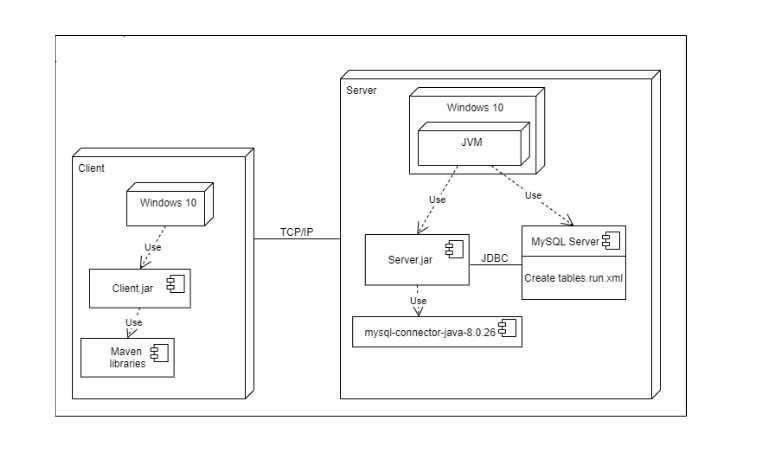 Server
Windows 10
JVM
Client
Windows 10
Use
Use
TCP/IP
MySQL Server
Use
Server.jar
JDBC
Create tables.run.xml
Client.jar
Use
Use
mysql-connector-java-8.0.26
Maven
libraries